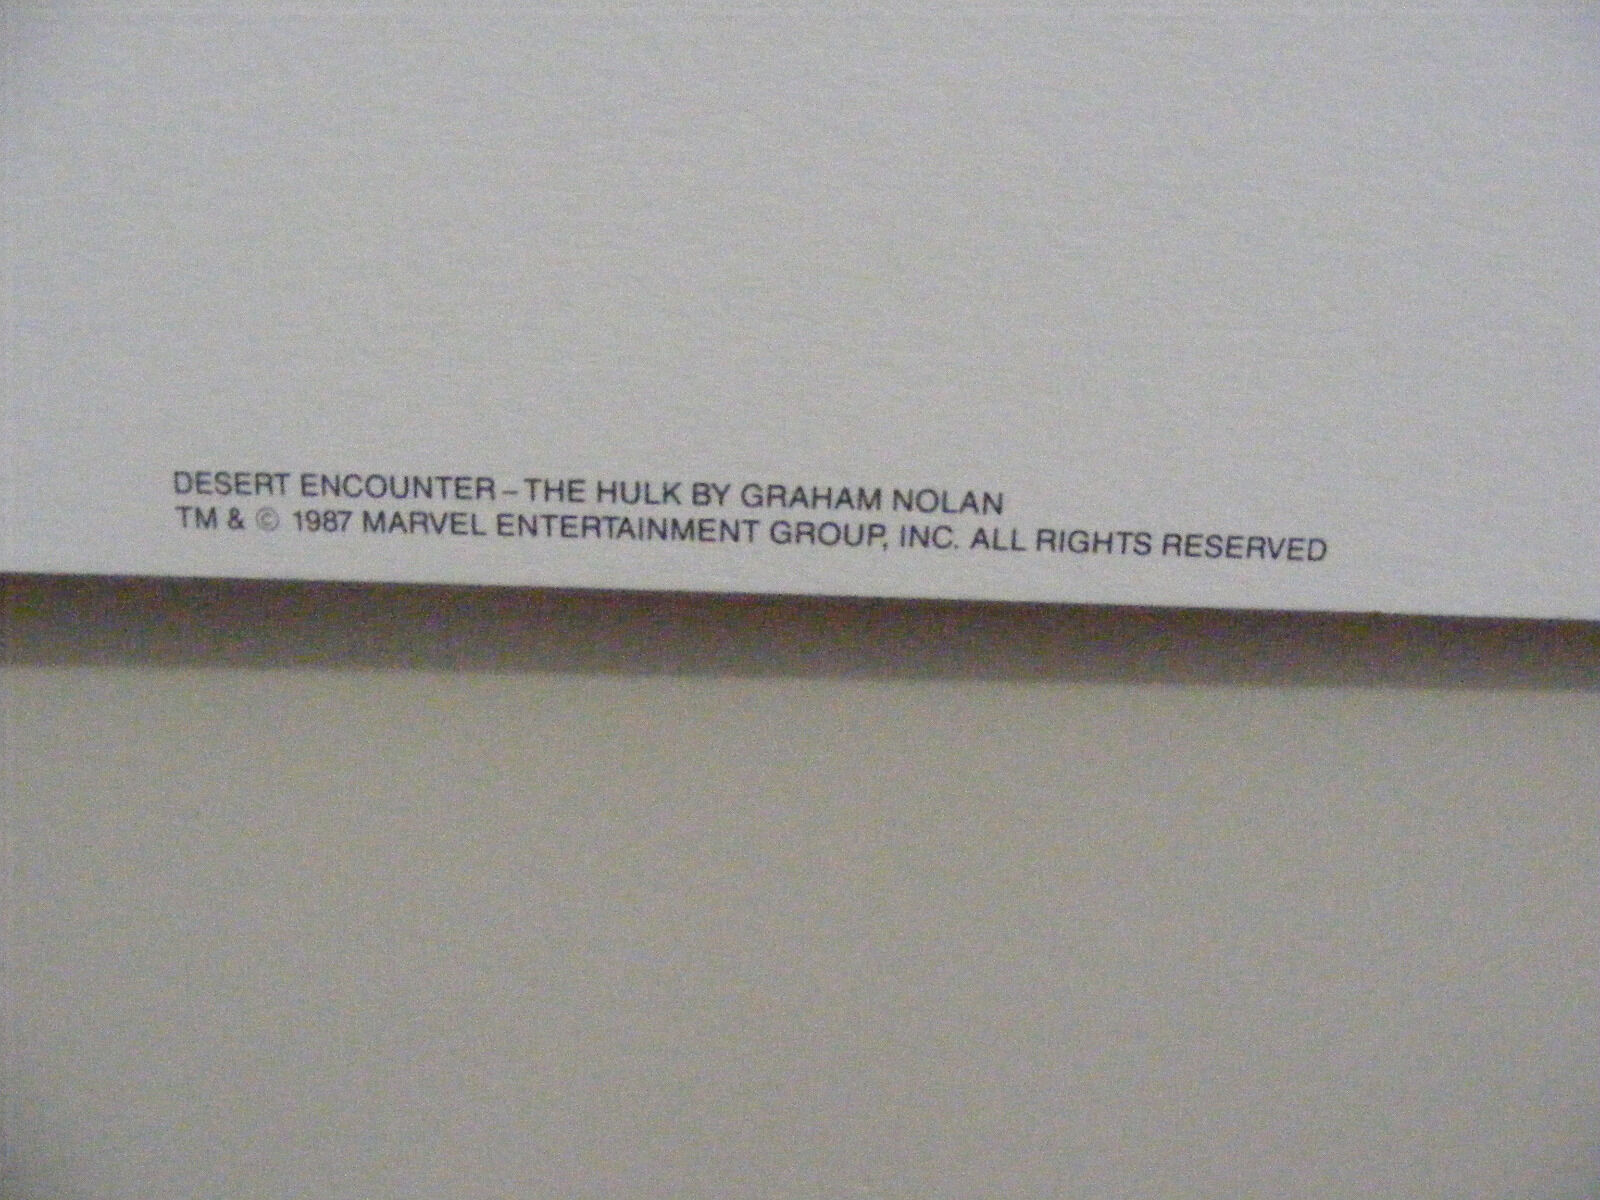 DESERT ENCOUNTER – THE HULK BY GRAHAM NOLAN
TM & © 1987 MARVEL ENTERTAINMENT GROUP, INC. ALL RIGHTS RESERVED